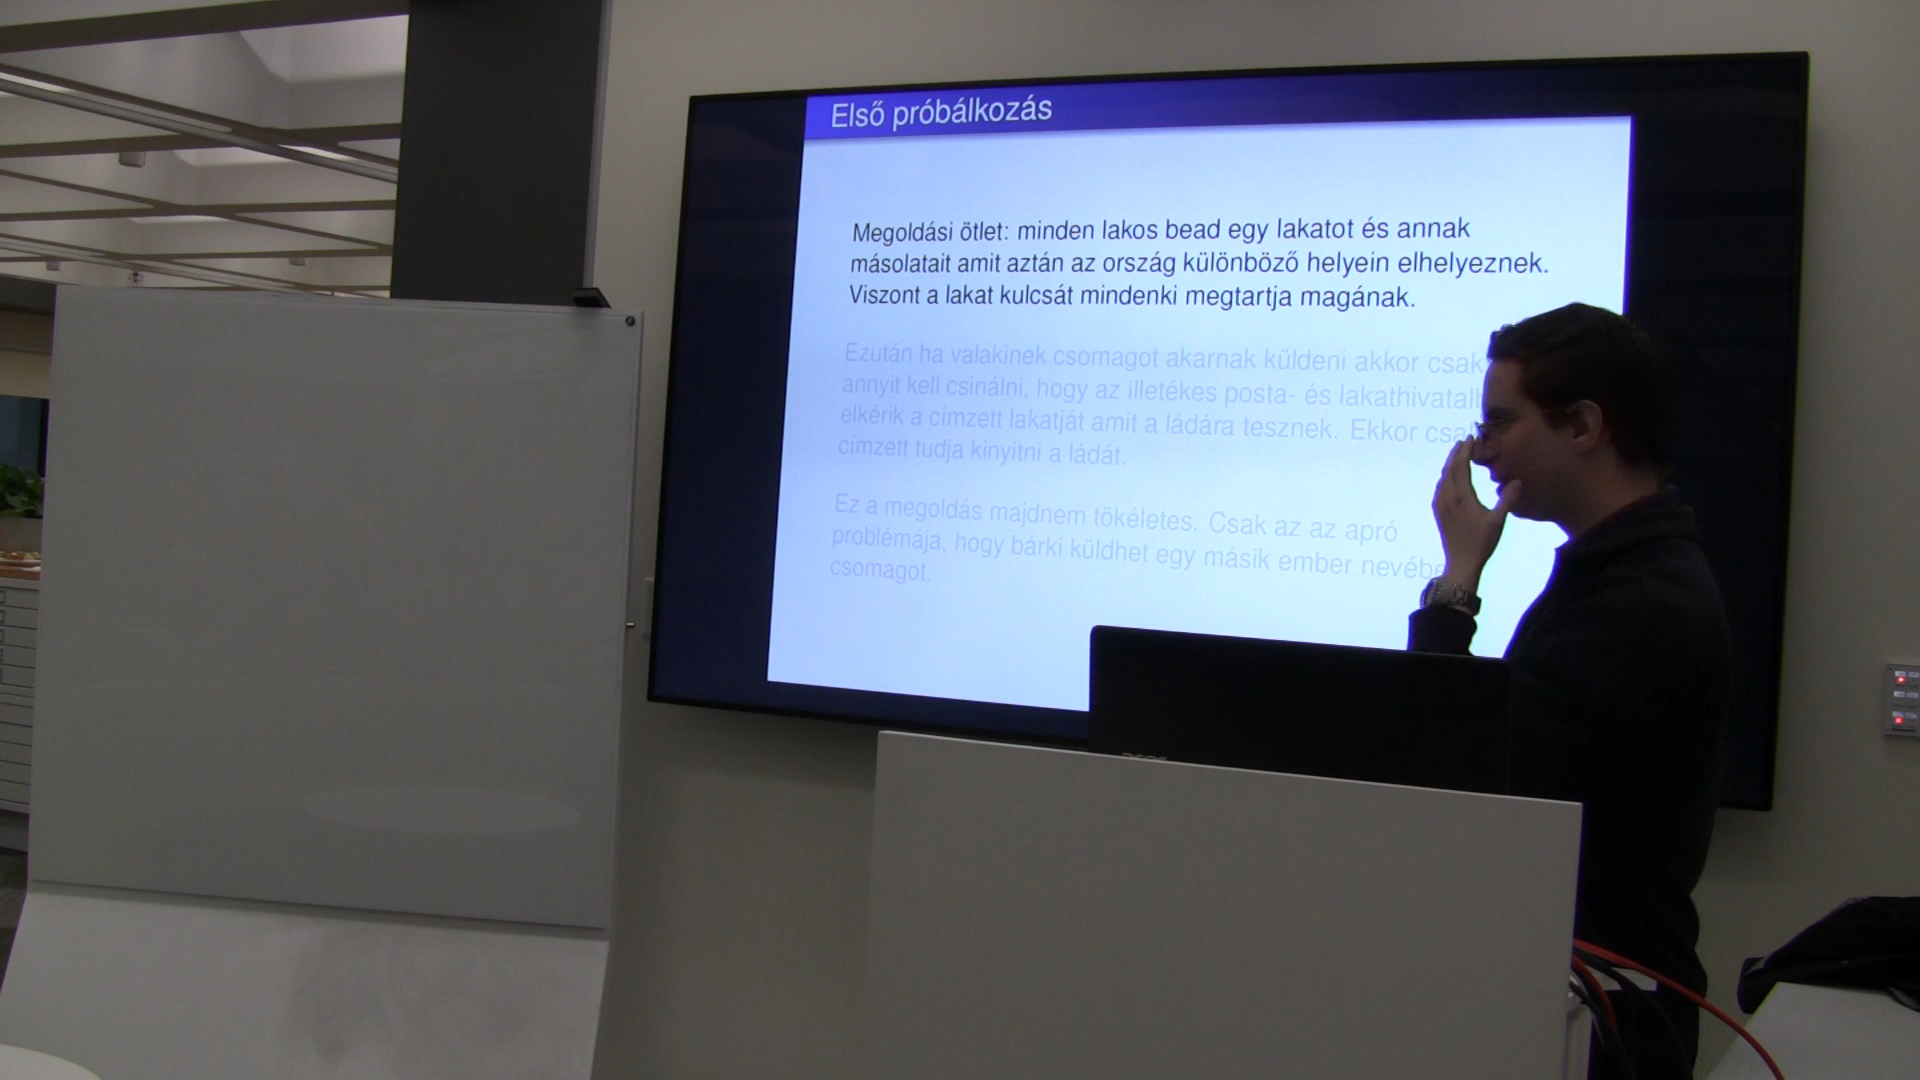 Első próbálkozás
Megoldási ötlet: minden lakos bead egy lakatot és annak
másolatait amit aztán az ország különböző helyein elhelyeznek.
Viszont a lakat kulcsát mindenki megtartja magának.
Ezután ha valakinek csomagot akarnak küldeni akkor csak
annyit kell csinálni, hogy az illetékes posta- és
elkérik a címzett lakatját amit a ládára tesznek. Ekkor
címzett tudja kinyitni a ládát.
Ez a megoldás majdnem tökéletes. Csak az az apró
problémája, hogy bárki küldhet egy másik ember
csomagot.